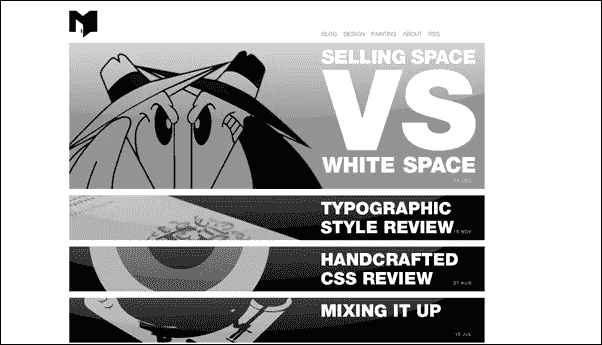 BLOG DESIGN PAINTING ABOUT RSS
SELLING SPACE
VS
WHITE SPACE
TYPOGRAPHIC
STYLE REVIEW
15 NOV
HANDCRAFTED
CSS REVIEW
27 AUG
MIXING IT UP
15 JUL